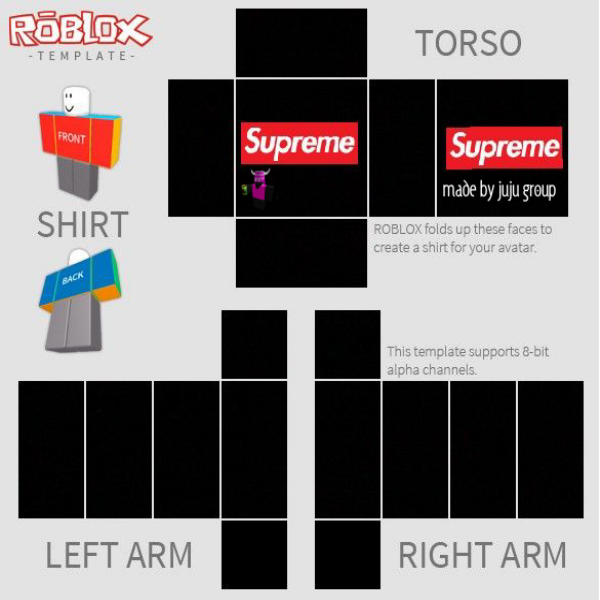 RŌBLOX
-TEMPLATE-
TORSO
FRONT
Supreme
Supreme
made by juju group
SHIRT
ROBLOX folds up these faces to
create a shirt for your avatar.
BACK
This template supports 8-bit
alpha channels.
LEFT ARM
RIGHT ARM